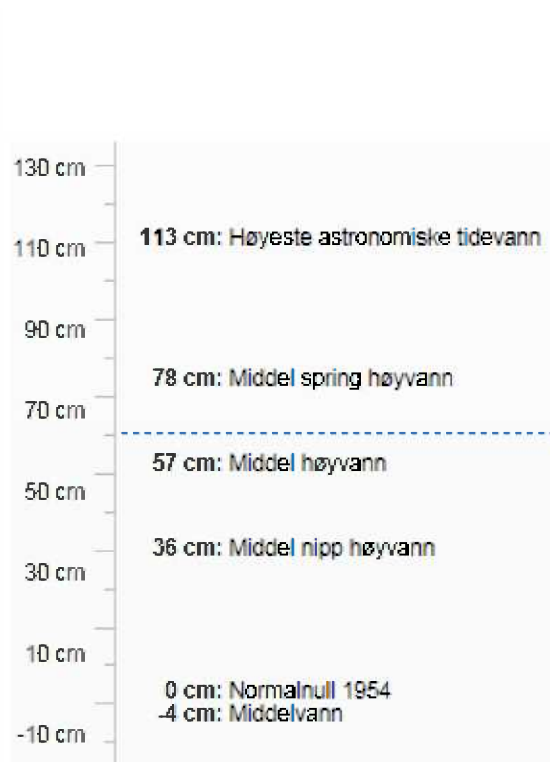 130 cm
113 cm: Høyeste astronomiske tidevann
110 cm
90 cm
78 cm: Middel spring høyvann
70 cm
57 cm: Middel høyvann
50 cm
36 cm: Middel nipp høyvann
30 cm
10 cm
0 cm: Normalnull 1954
-4 cm: Middelvann
-10 cm